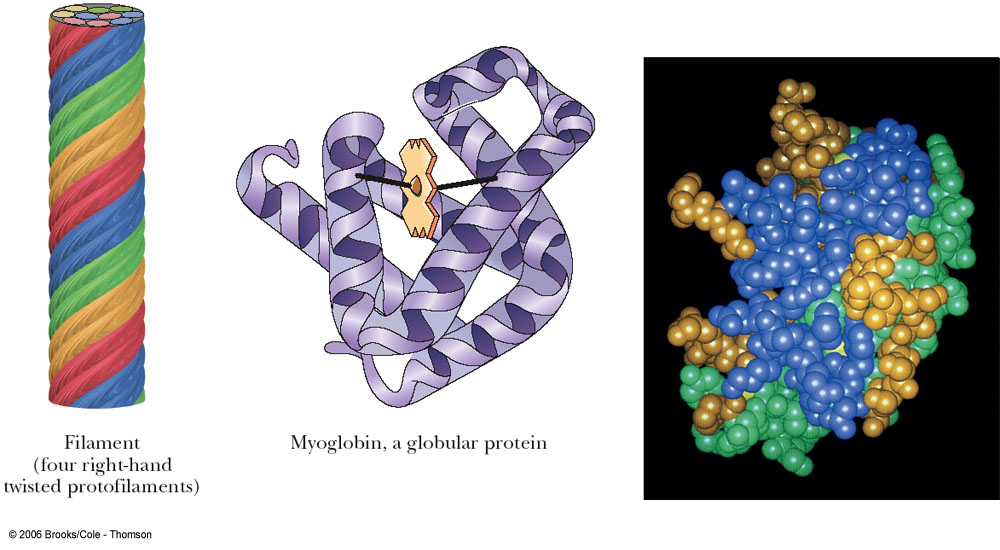 Filament
(four right-hand
twisted protofilaments)
Myoglobin, a globular protein
© 2006 Brooks/Cole - Thomson